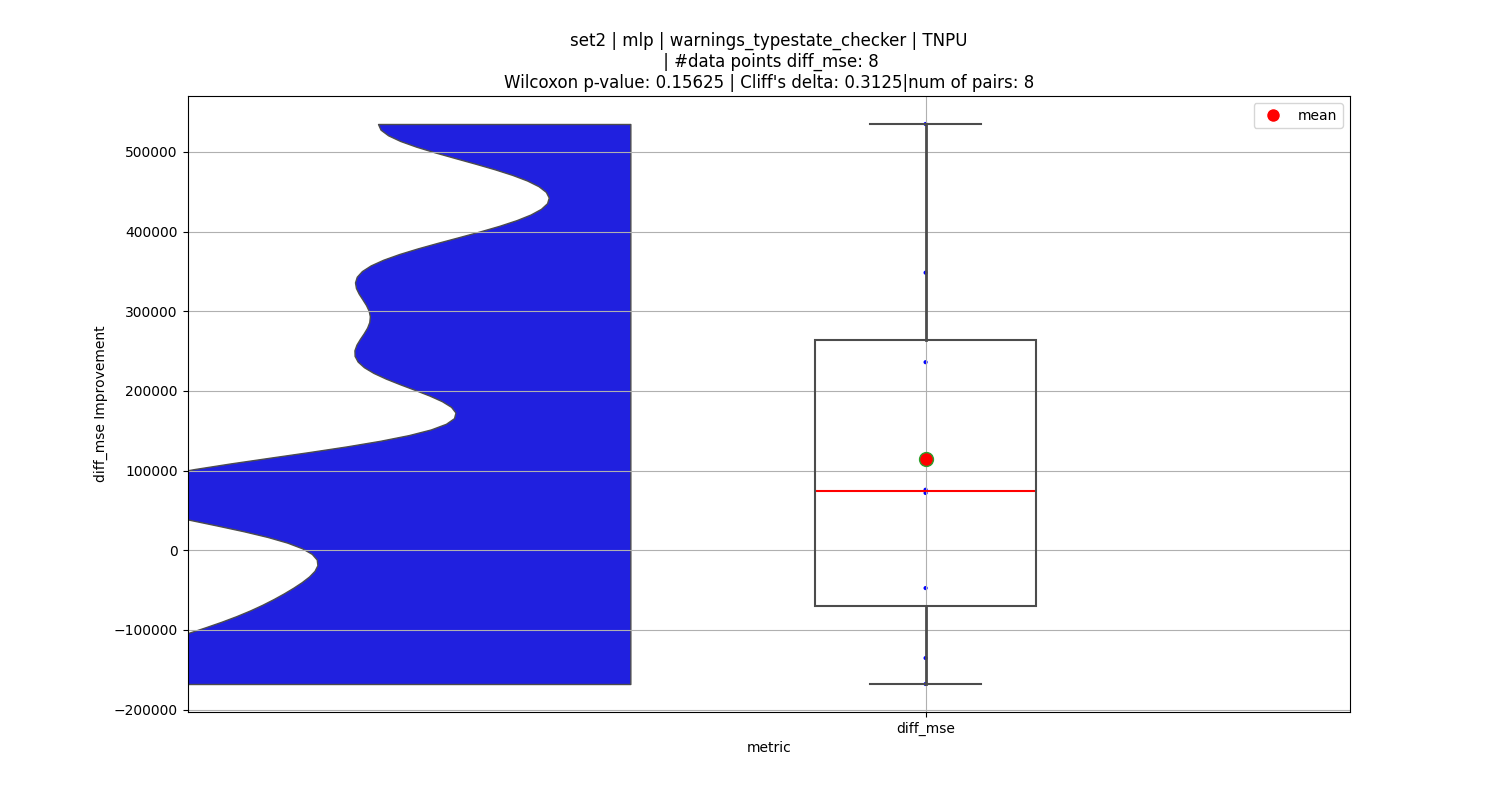 set2 | mlp | warnings_typestate_checker | TNPU
| #data points diff_mse: 8
Wilcoxon p-value: 0.15625 | Cliff's delta: 0.3125|num of pairs: 8
mean
500000
400000
300000
200000
100000
0
−100000
−200000
diff_mse Improvement
diff_mse
metric